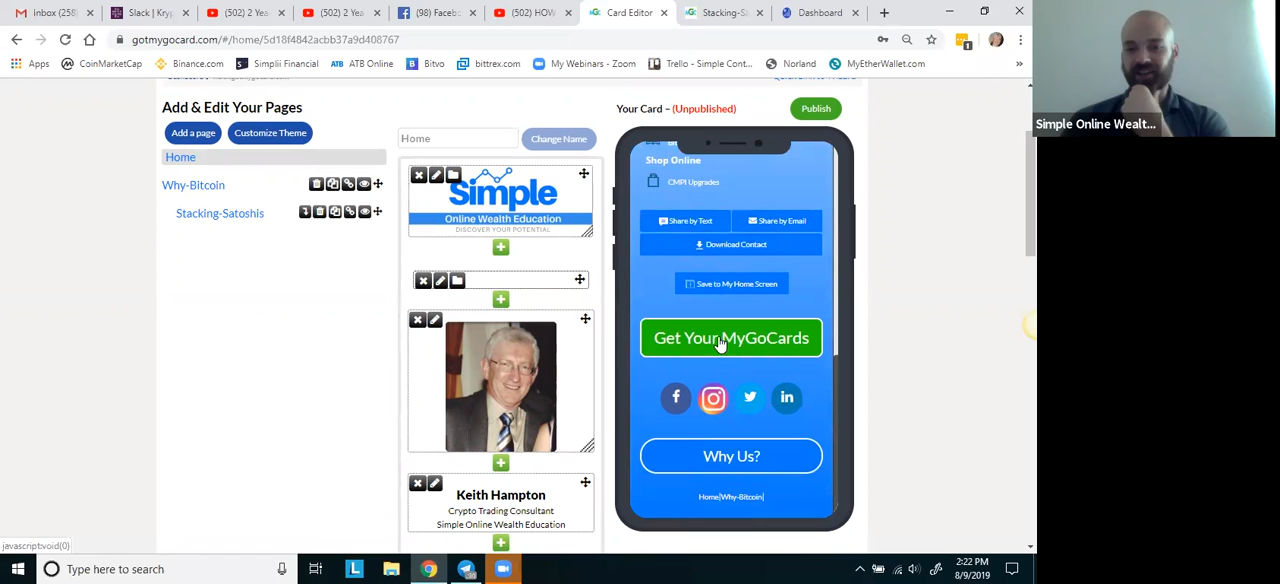 Inbox (258)
Slack | Kryp
(502) 2 Yea
(502) 2 Yea
(98) Facebo
(502) HOW
Card Editor
Stacking-Sa
Dashboard
gotmygocard.com/#/home/5d18f4842acbb37a9d408767
Apps
CoinMarketCap
Binance.com
Simplii Financial
ATB Online
Bitvo
bittrex.com
My Webinars - Zoom
Trello - Simple Cont...
Norland
MyEtherWallet.com
»
Simple Online Wealt...
Add & Edit Your Pages
Add a page
Customize Theme
Home
Why-Bitcoin
Stacking-Satoshis
Home
Change Name
Simple
Online Wealth Education
DISCOVER YOUR POTENTIAL
Keith Hampton
Crypto Trading Consultant
Simple Online Wealth Education
Your Card – (Unpublished)
Publish
Shop Online
CMPI Upgrades
Share by Text
Share by Email
Download Contact
Save to My Home Screen
Get Your MyGoCards
Why Us?
Home|Why-Bitcoin|
javascript:void(0)
Type here to search
2:22 PM
8/9/2019